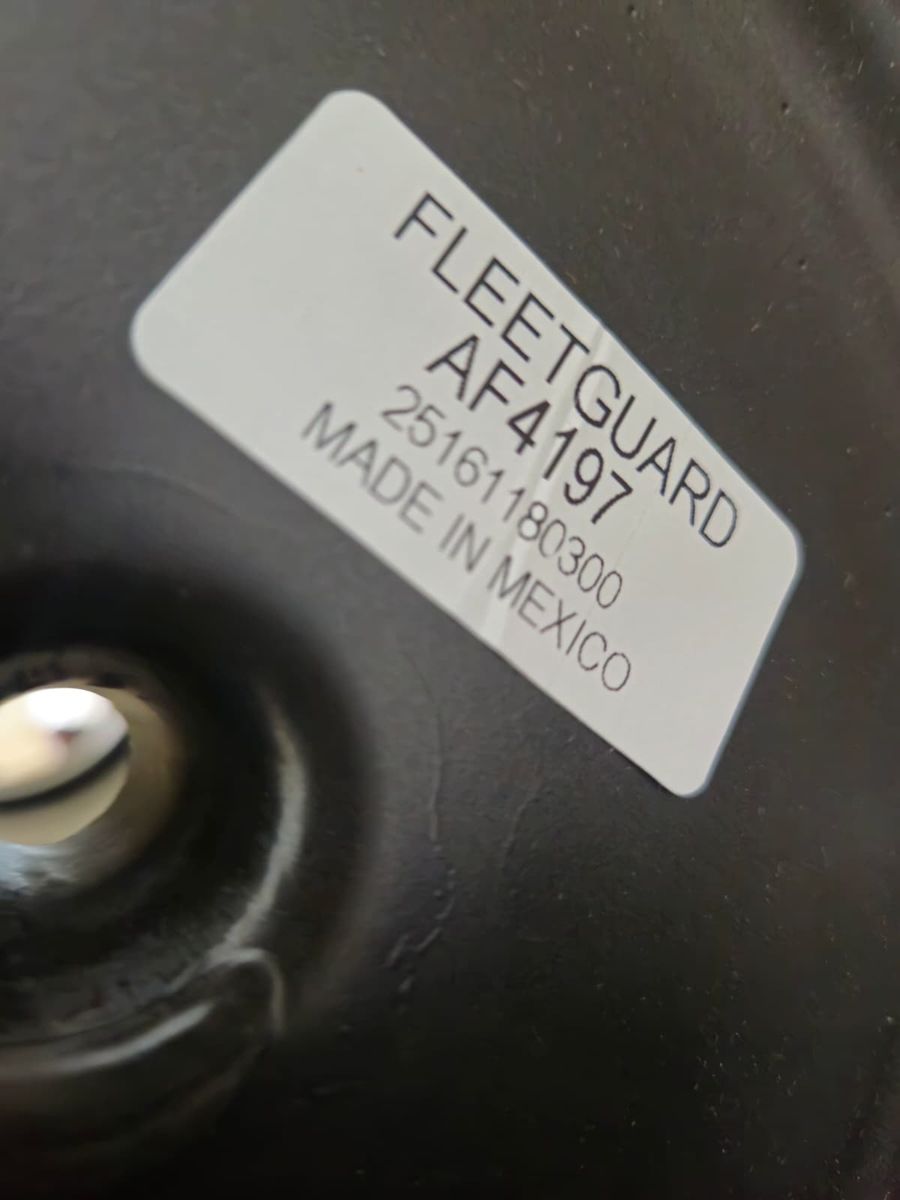 FLEETGUARD
AF4197
25161180300
MADE IN MEXICO